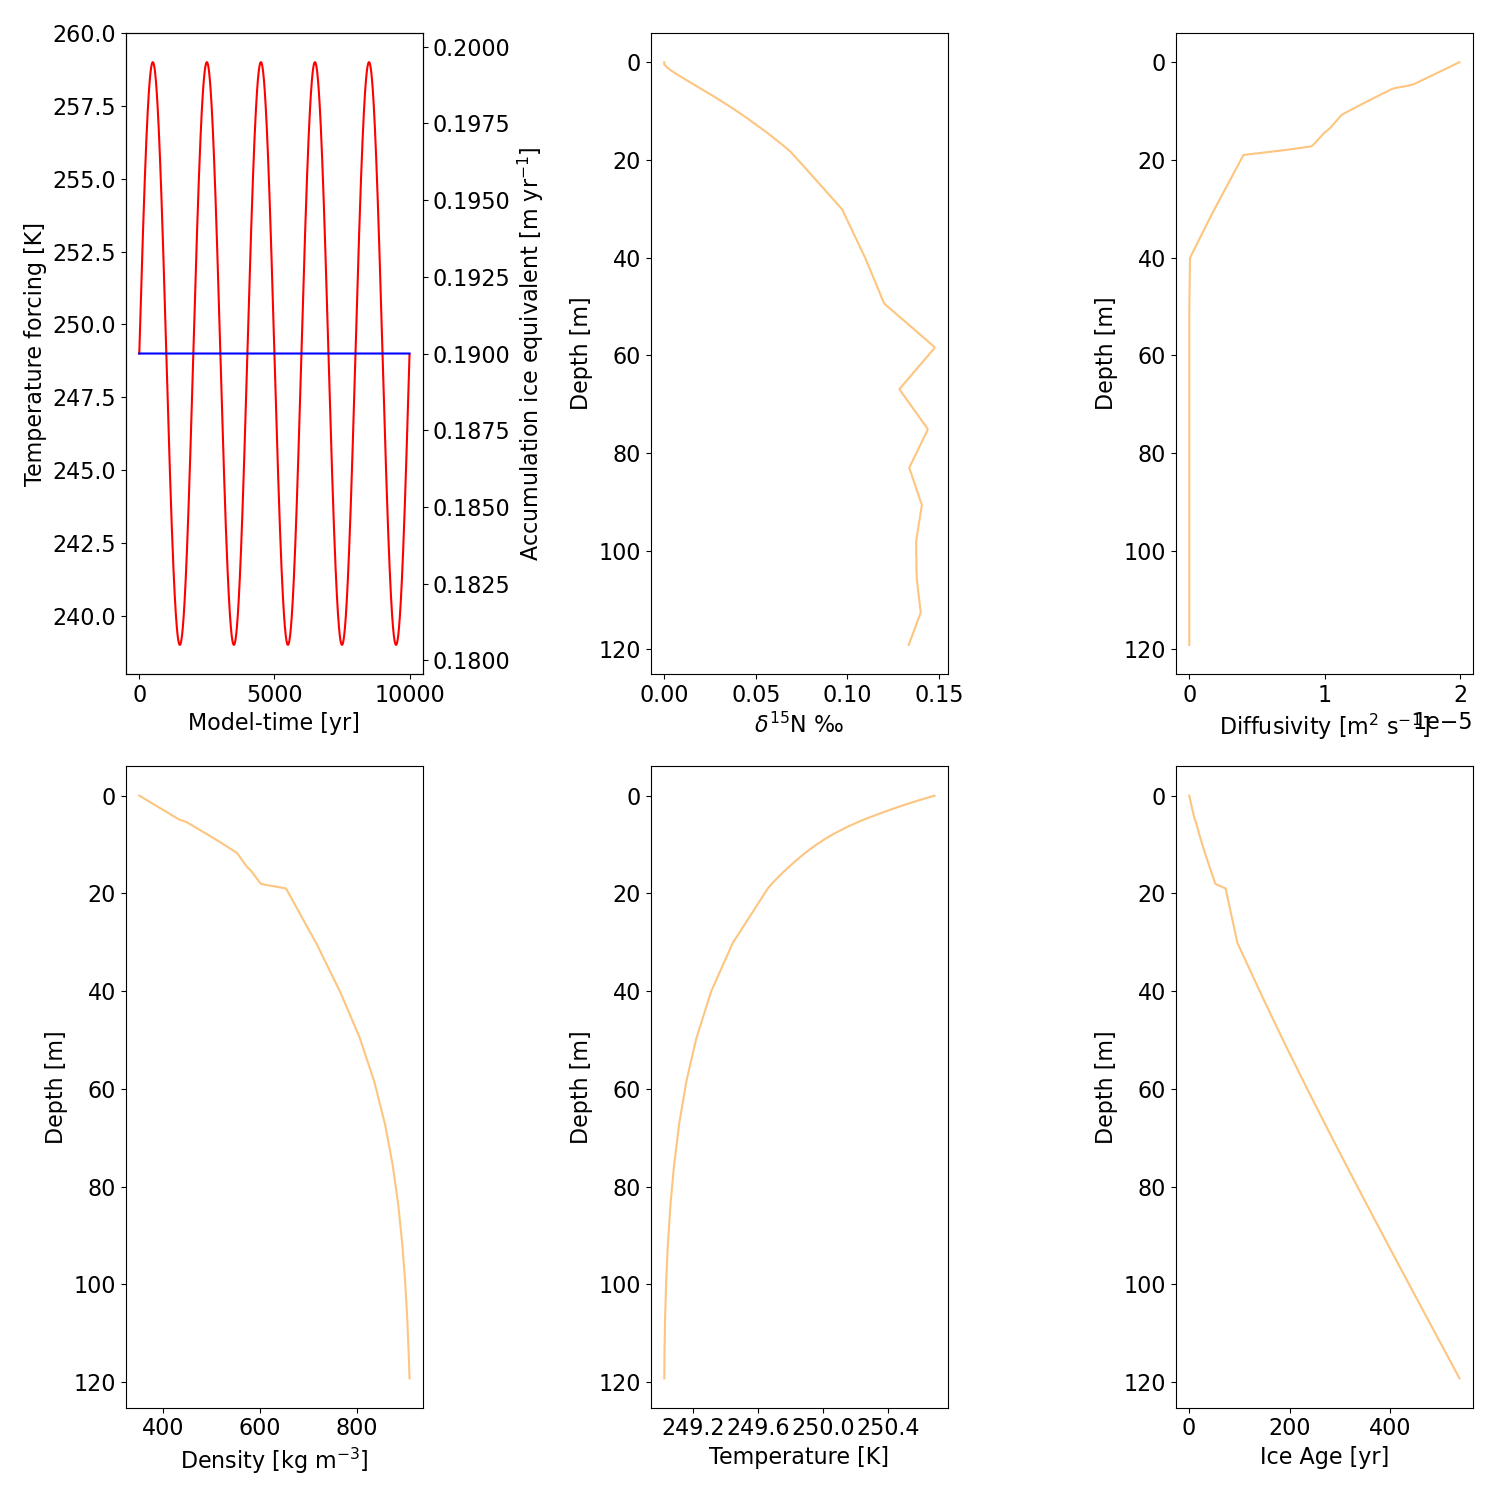 260.0
257.5
255.0
252.5
250.0
247.5
245.0
242.5
240.0
Temperature forcing [K]
0.2000
0.1975
0.1950
0.1925
0.1900
0.1875
0.1850
0.1825
0.1800
Accumulation ice equivalent [m yr⁻¹]
0 5000 10000
Model-time [yr]
0
20
40
60
80
100
120
Depth [m]
0.00 0.05 0.10 0.15
δ¹⁵N ‰
0
20
40
60
80
100
120
Depth [m]
0 1 2
Diffusivity [m² s⁻¹]
1e−5
0
20
40
60
80
100
120
Depth [m]
400 600 800
Density [kg m⁻³]
0
20
40
60
80
100
120
Depth [m]
249.2 249.6 250.0 250.4
Temperature [K]
0
20
40
60
80
100
120
Depth [m]
0 200 400
Ice Age [yr]